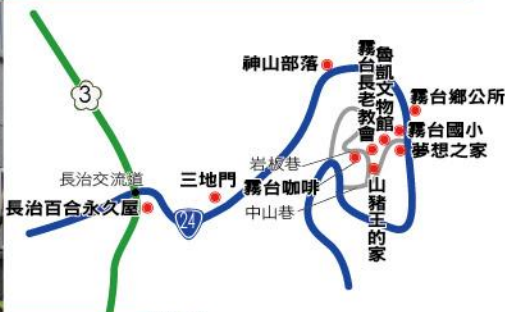 3
神山部落
霧台長老教會
魯凱文物館
霧台鄉公所
霧台國小
夢想之家
岩板巷
長治交流道
三地門
霧台咖啡
長治百合永久屋
中山巷
24
山豬王的家